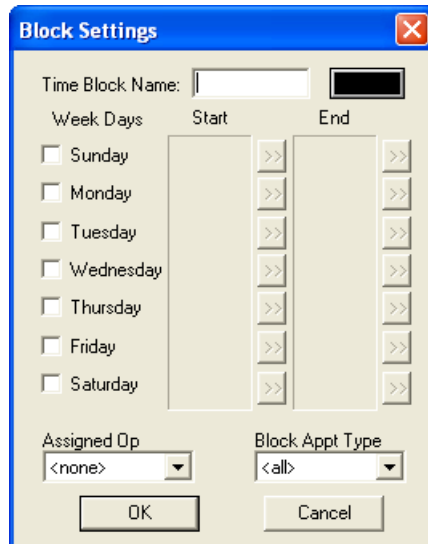 Block Settings
Time Block Name:
Week Days Start End
Sunday >> >>
Monday >> >>
Tuesday >> >>
Wednesday >> >>
Thursday >> >>
Friday >> >>
Saturday >> >>
Assigned Op Block Appt Type
<none> <all>
OK Cancel